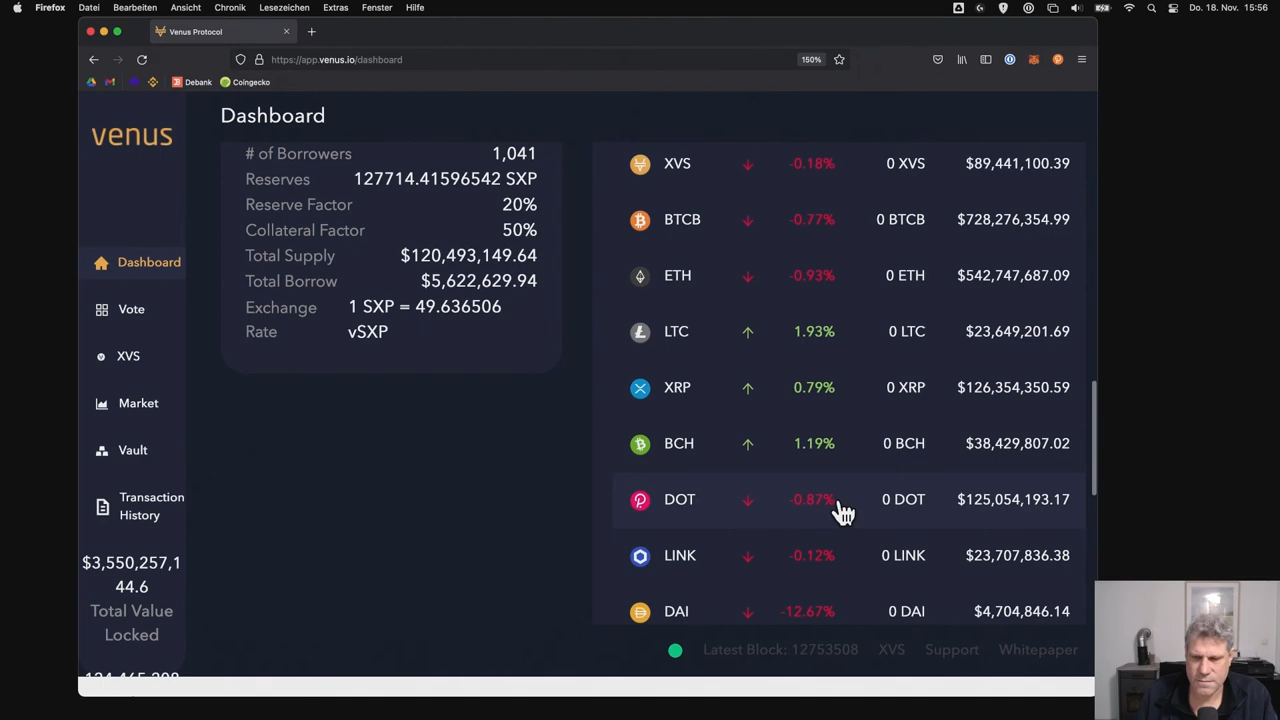 Firefox Datei Bearbeiten Ansicht Chronik Lesezeichen Extras Fenster Hilfe Do. 18. Nov. 15:56
Venus Protocol
https://app.venus.io/dashboard 150%
Debank Coingecko
venus
Dashboard
Vote
XVS
Market
Vault
Transaction
History
$3,550,257,1
44.6
Total Value
Locked
Dashboard
# of Borrowers 1,041
Reserves 127714.41596542 SXP
Reserve Factor 20%
Collateral Factor 50%
Total Supply $120,493,149.64
Total Borrow $5,622,629.94
Exchange 1 SXP = 49.636506
Rate vSXP
XVS -0.18% 0 XVS $89,441,100.39
BTCB -0.77% 0 BTCB $728,276,354.99
ETH -0.93% 0 ETH $542,747,687.09
LTC 1.93% 0 LTC $23,649,201.69
XRP 0.79% 0 XRP $126,354,350.59
BCH 1.19% 0 BCH $38,429,807.02
DOT -0.87% 0 DOT $125,054,193.17
LINK -0.12% 0 LINK $23,707,836.38
DAI -12.67% 0 DAI $4,704,846.14
Latest Block: 12753508 XVS Support Whitepaper